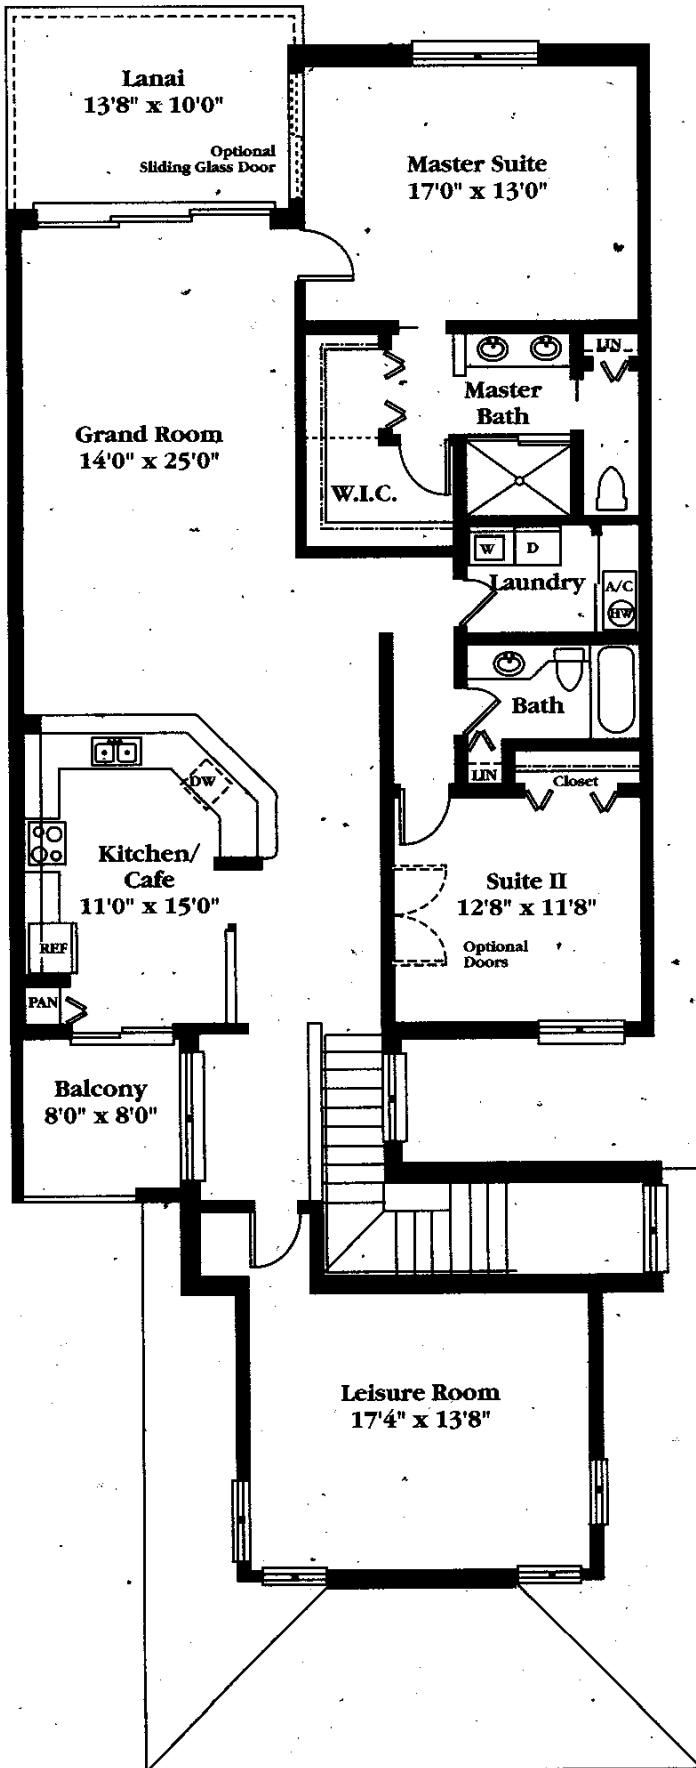 Lanai
13'8" x 10'0"
Optional
Sliding Glass Door
Master Suite
17'0" x 13'0"
LIN
Master
Bath
Grand Room
14'0" x 25'0"
W.I.C.
W
D
Laundry
A/C
HW
Bath
LIN
Closet
DW
Kitchen/
Cafe
11'0" x 15'0"
Suite II
12'8" x 11'8"
Optional
Doors
REF
PAN
Balcony
8'0" x 8'0"
Leisure Room
17'4" x 13'8"